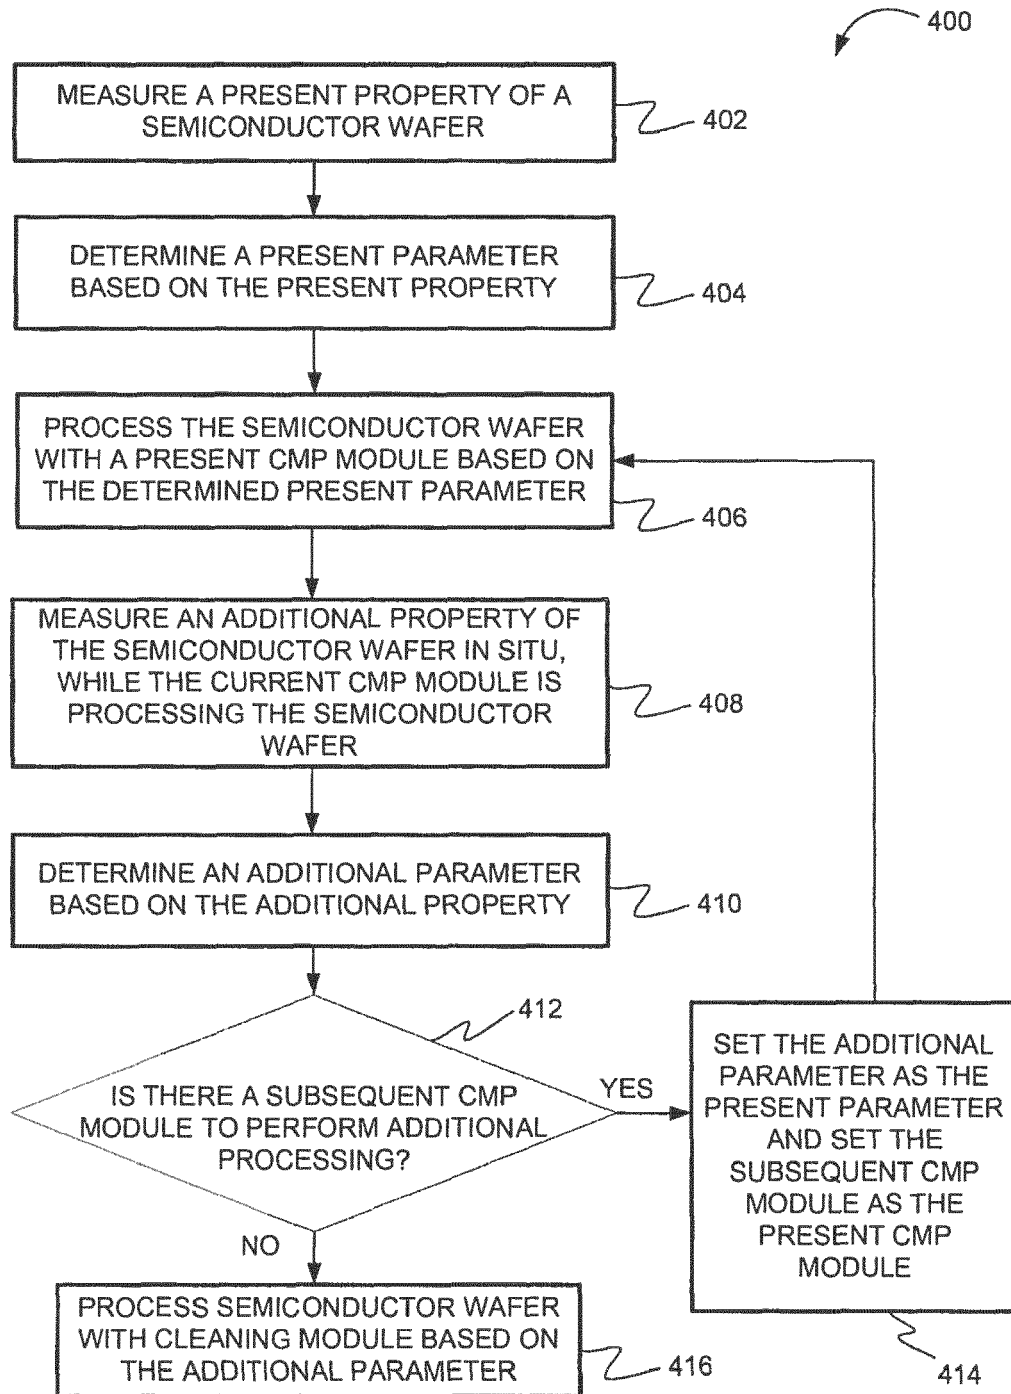 400
MEASURE A PRESENT PROPERTY OF A
SEMICONDUCTOR WAFER
402
DETERMINE A PRESENT PARAMETER
BASED ON THE PRESENT PROPERTY
404
PROCESS THE SEMICONDUCTOR WAFER
WITH A PRESENT CMP MODULE BASED ON
THE DETERMINED PRESENT PARAMETER
406
MEASURE AN ADDITIONAL PROPERTY OF
THE SEMICONDUCTOR WAFER IN SITU,
WHILE THE CURRENT CMP MODULE IS
PROCESSING THE SEMICONDUCTOR
WAFER
408
DETERMINE AN ADDITIONAL PARAMETER
BASED ON THE ADDITIONAL PROPERTY
410
412
IS THERE A SUBSEQUENT CMP
MODULE TO PERFORM ADDITIONAL
PROCESSING?
YES
SET THE ADDITIONAL
PARAMETER AS THE
PRESENT PARAMETER
AND SET THE
SUBSEQUENT CMP
MODULE AS THE
PRESENT CMP
MODULE
414
NO
PROCESS SEMICONDUCTOR WAFER
WITH CLEANING MODULE BASED ON
THE ADDITIONAL PARAMETER
416